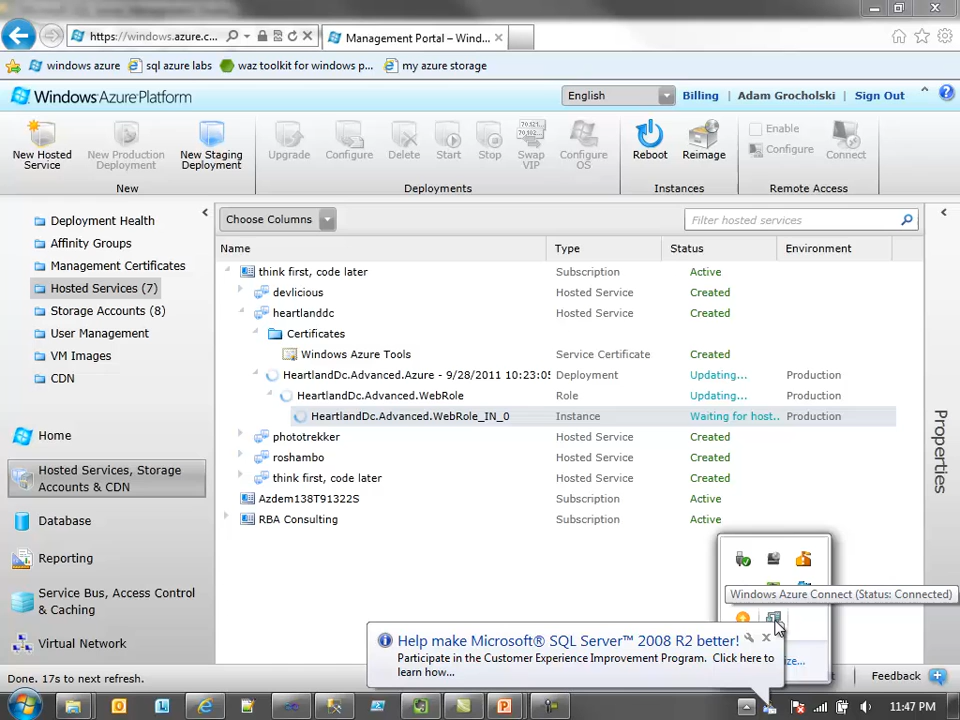 https://windows.azure.c...
Management Portal – Wind...
windows azure
sql azure labs
waz toolkit for windows p...
my azure storage
Windows Azure Platform
English
Billing
Adam Grocholski
Sign Out
New Hosted Service
New Production Deployment
New Staging Deployment
Upgrade
Configure
Delete
Start
Stop
Swap VIP
Configure OS
Reboot
Reimage
Enable
Configure
Connect
New
Deployments
Instances
Remote Access
Deployment Health
Affinity Groups
Management Certificates
Hosted Services (7)
Storage Accounts (8)
User Management
VM Images
CDN
Home
Hosted Services, Storage
Accounts & CDN
Database
Reporting
Service Bus, Access Control
& Caching
Virtual Network
Choose Columns
Filter hosted services
Name Type Status Environment
think first, code later Subscription Active
devlicious Hosted Service Created
heartlanddc Hosted Service Created
Certificates
Windows Azure Tools Service Certificate Created
HeartlandDc.Advanced.Azure - 9/28/2011 10:23:05 Deployment Updating... Production
HeartlandDc.Advanced.WebRole Role Updating... Production
HeartlandDc.Advanced.WebRole_IN_0 Instance Waiting for host.. Production
phototrekker Hosted Service Created
roshambo Hosted Service Created
think first, code later Hosted Service Created
Azdem138T91322S Subscription Active
RBA Consulting Subscription Active
Properties
Windows Azure Connect (Status: Connected)
Help make Microsoft® SQL Server™ 2008 R2 better!
Participate in the Customer Experience Improvement Program. Click here to
learn how...
Done. 17s to next refresh.
Feedback
11:47 PM